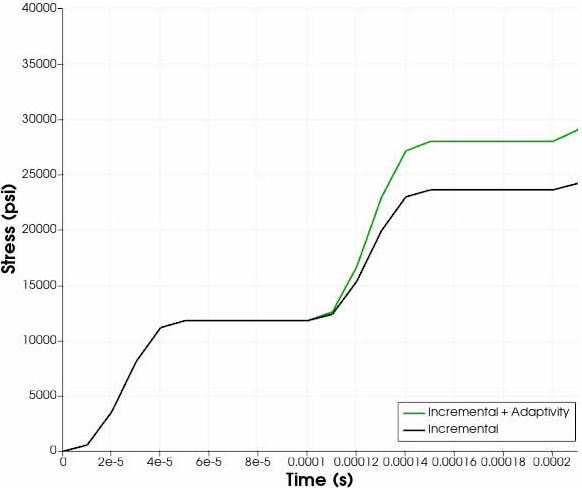 40000
35000
30000
25000
20000
15000
10000
5000
0
Stress (psi)
Incremental + Adaptivity
Incremental
0 2e-5 4e-5 6e-5 8e-5 0.0001 0.00012 0.00014 0.00016 0.00018 0.0002
Time (s)